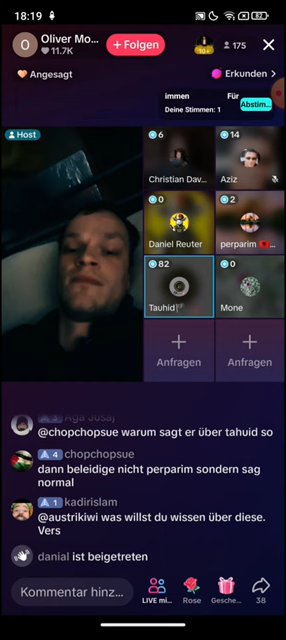 18:19
82
Oliver Mo...
11.7K
+ Folgen
10+
175
Angesagt
Erkunden >
immen
Für
Deine Stimmen: 1
Abstim...
Host
6
Christian Dav...
14
Aziz
0
Daniel Reuter
2
perparim
82
Tauhid
0
Mone
+
Anfragen
+
Anfragen
Aga Jusaj
@chopchopsue warum sagt er über tahuid so
4 chopchopsue
dann beleidige nicht perparim sondern sag
normal
1 kadirislam
@austrikiwi was willst du wissen über diese.
Vers
danial ist beigetreten
Kommentar hinz...
LIVE mi...
Rose
Gesche...
38